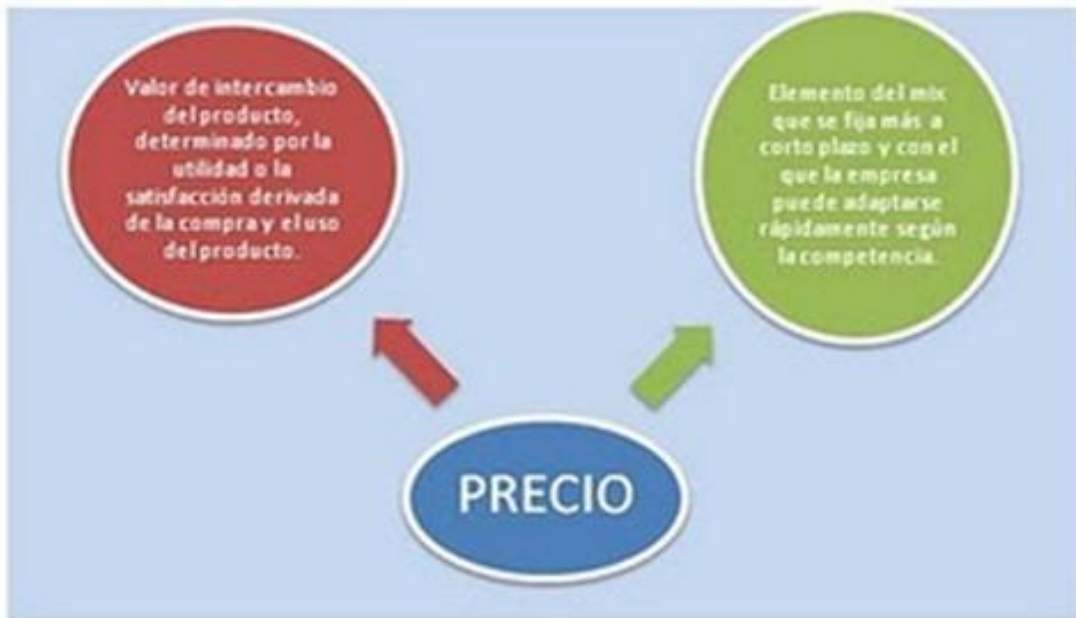 Valor de intercambio
del producto,
determinado por la
utilidad o la
satisfacción derivada
de la compra y el uso
del producto.
Elemento del mix
que se fija más a
corto plazo y con el
que la empresa
puede adaptarse
rápidamente según
la competencia.
PRECIO